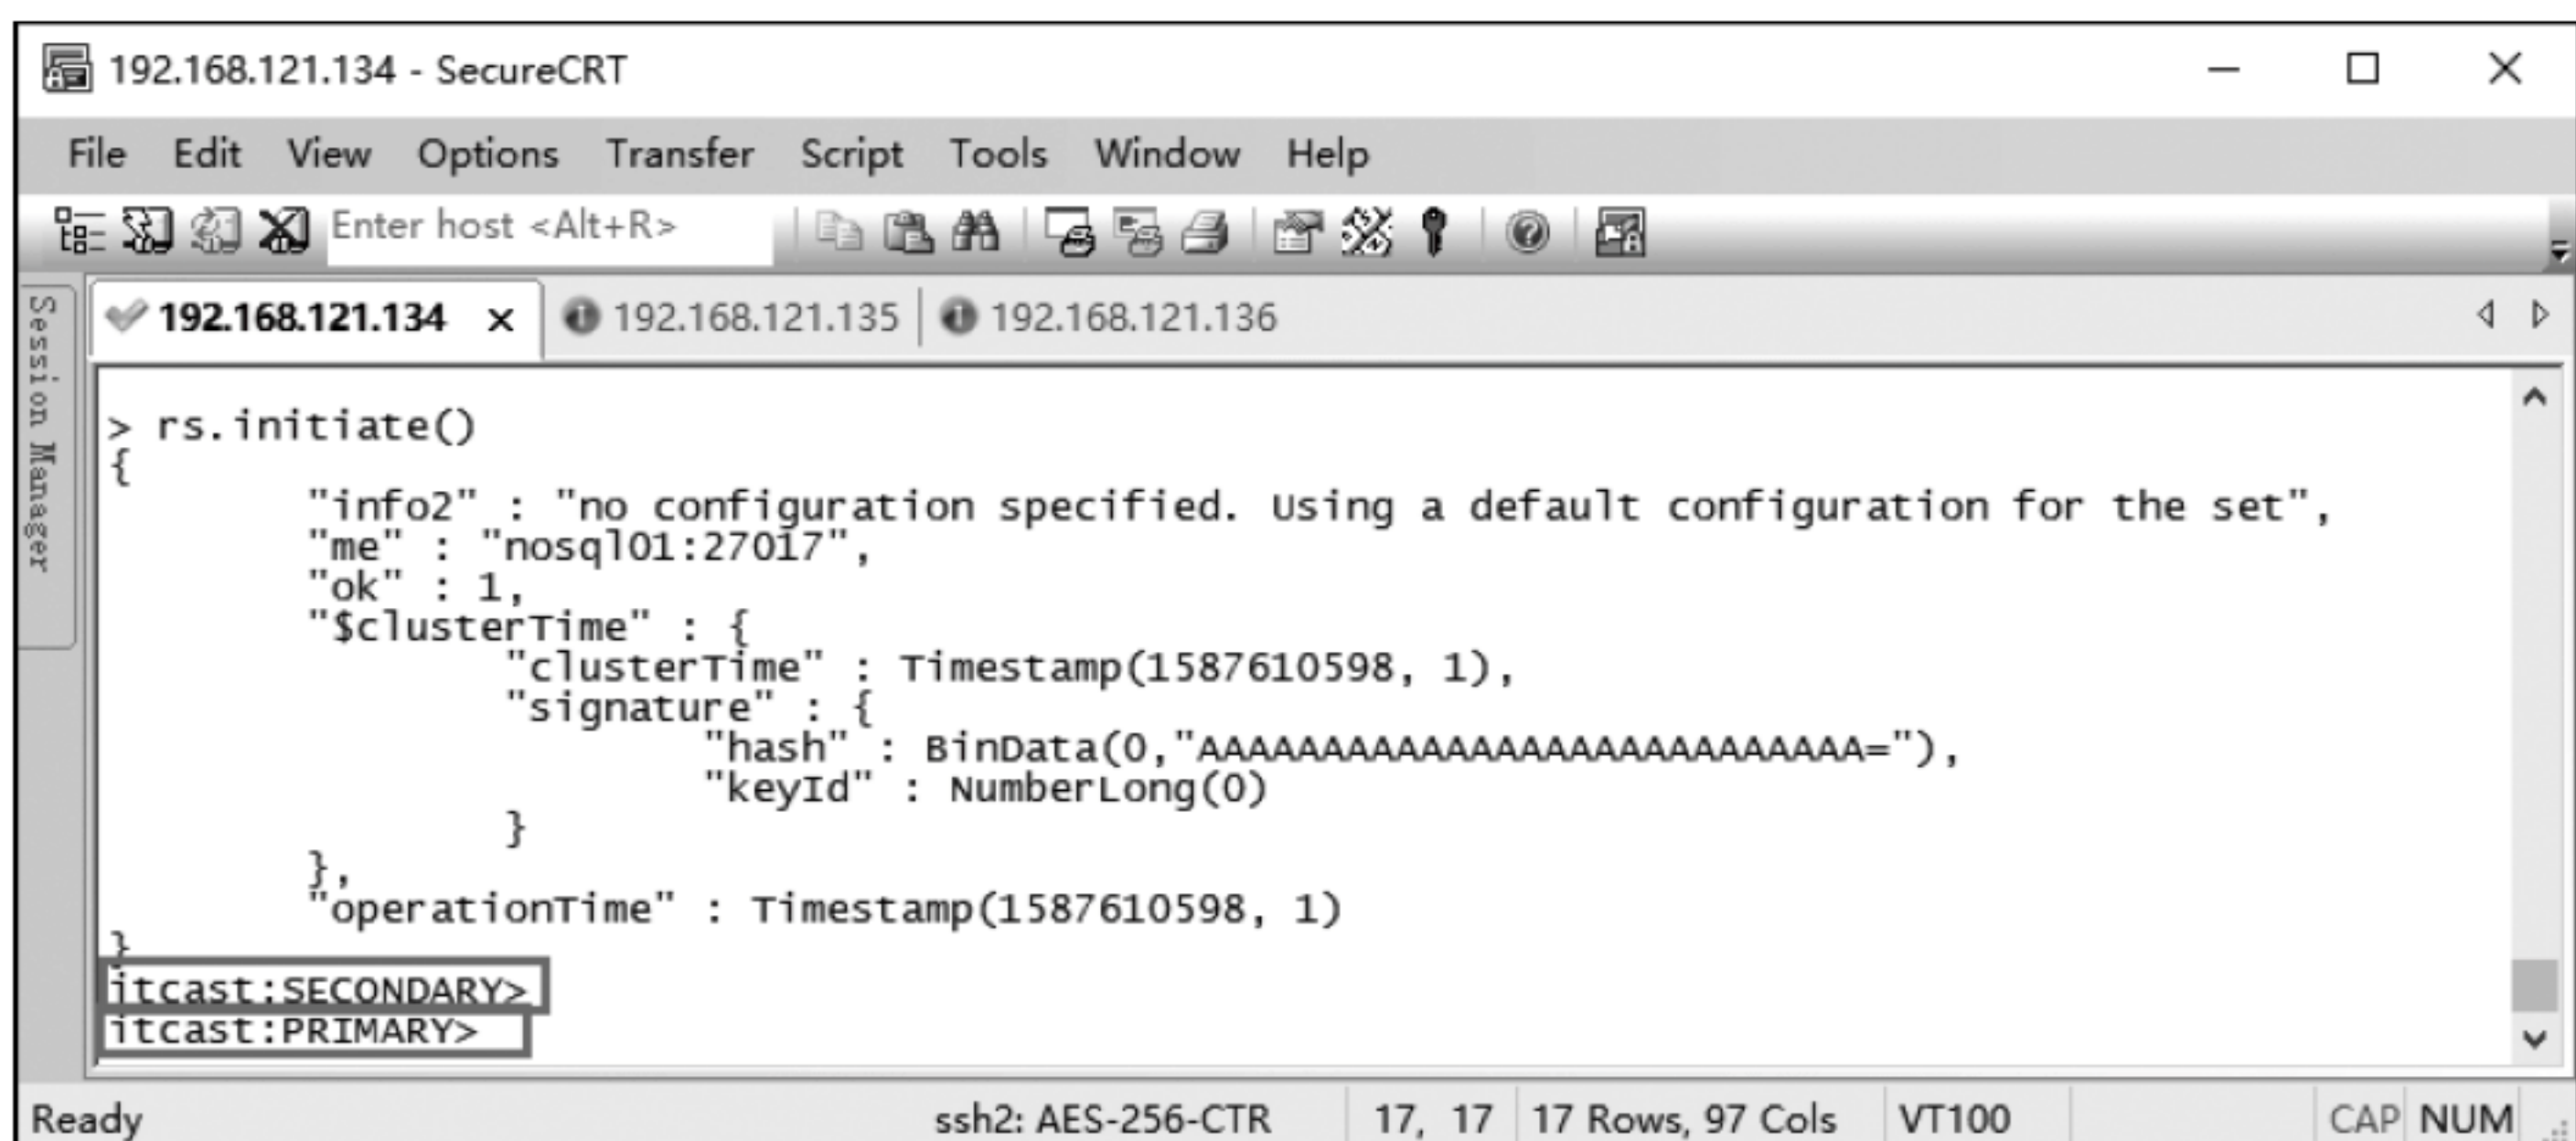 192.168.121.134 - SecureCRT
File Edit View Options Transfer Script Tools Window Help
Enter host <Alt+R>
Session Manager
192.168.121.134 x 192.168.121.135 192.168.121.136
> rs.initiate()
{
"info2" : "no configuration specified. Using a default configuration for the set",
"me" : "nosql01:27017",
"ok" : 1,
"$clusterTime" : {
"clusterTime" : Timestamp(1587610598, 1),
"signature" : {
"hash" : BinData(0,"AAAAAAAAAAAAAAAAAAAAAAAAAAA="),
"keyId" : NumberLong(0)
}
},
"operationTime" : Timestamp(1587610598, 1)
}
itcast:SECONDARY>
itcast:PRIMARY>
Ready ssh2: AES-256-CTR 17, 17 17 Rows, 97 Cols VT100 CAP NUM